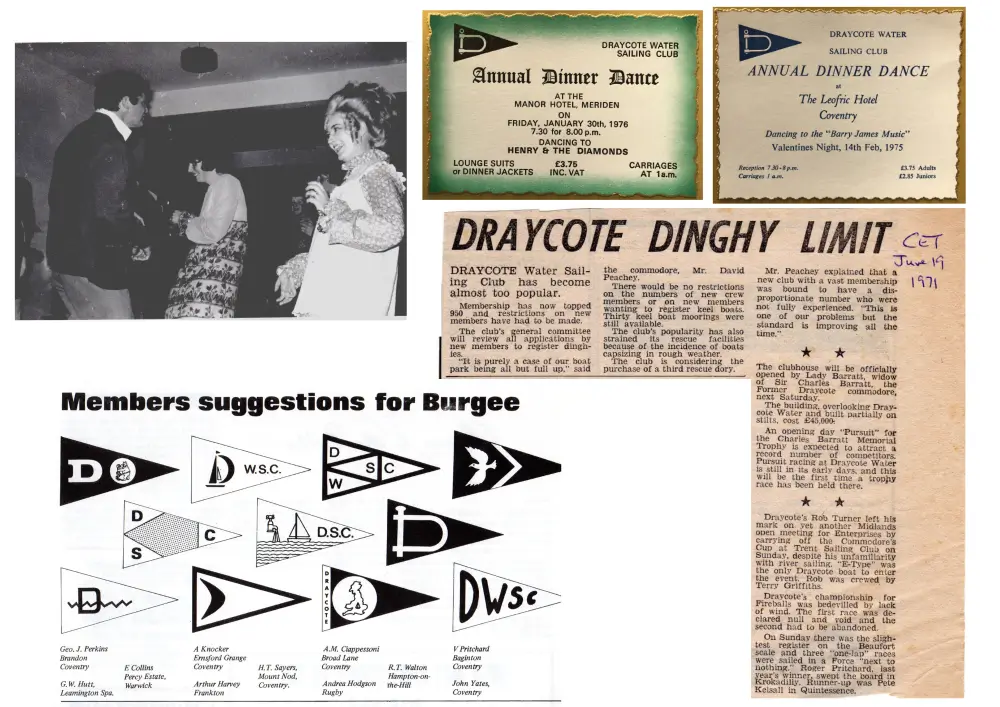 DRAYCOTE WATER
SAILING CLUB
Annual Dinner Dance
AT THE
MANOR HOTEL, MERIDEN
ON
FRIDAY, JANUARY 30th, 1976
7.30 for 8.00 p.m.
DANCING TO
HENRY & THE DIAMONDS
LOUNGE SUITS
or DINNER JACKETS
£3.75
INC. VAT
CARRIAGES
AT 1a.m.
DRAYCOTE WATER
SAILING CLUB
ANNUAL DINNER DANCE
at
The Leofric Hotel
Coventry
Dancing to the "Barry James Music"
Valentines Night, 14th Feb, 1975
Reception 7 30-8 p.m.
Carriages 1 a.m.
£3.75 Adults
£2.85 Juniors
DRAYCOTE DINGHY LIMIT
CET
June 19
1971
DRAYCOTE Water Sail-
ing Club has become
almost too popular.
Membership has now topped
950 and restrictions on new
members have had to be made.
The club's general committee
will review all applications by
new members to register dingh-
ies.
"It is purely a case of our boat
park being all but full up," said
the commodore, Mr. David
Peachey.
There would be no restrictions
on the numbers of new crew
members or on new members
wanting to register keel boats.
Thirty keel boat moorings were
still available.
The club's popularity has also
strained its rescue facilities
because of the incidence of boats
capsizing in rough weather.
The club is considering the
purchase of a third rescue dory.
Mr. Peachey explained that a
new club with a vast membership
was bound to have a dis-
proportionate number who were
not fully experienced. "This is
one of our problems but the
standard is improving all the
time."
The clubhouse will be officially
opened by Lady Barratt, widow
of Sir Charles Barratt, the
Former Draycote commodore,
next Saturday.
The building, overlooking Dray-
cote Water and built partially on
stilts, cost £45,000.
An opening day "Pursuit" for
the Charles Barratt Memorial
Trophy is expected to attract a
record number of competitors.
Pursuit racing at Draycote Water
is still in its early days, and this
will be the first time a trophy
race has been held there.
Draycote's Rob Turner left his
mark on yet another Midlands
open meeting for Enterprises by
carrying off the Commodore's
Cup at Trent Sailing Club on
Sunday, despite his unfamiliarity
with river sailing. "E-Type" was
the only Draycote boat to enter
the event. Rob was crewed by
Terry Griffiths.
Draycote's championship for
Fireballs was bedevilled by lack
of wind. The first race was de-
clared null and void and the
second had to be abandoned.
On Sunday there was the sligh-
test register on the Beaufort
scale and three "one-lap" races
were sailed in a Force "next to
nothing." Roger Pritchard, last
year's winner, swept the board in
Krokadilly. Runner-up was Pete
Kelsall in Quintessence.
Members suggestions for Burgee
D
W.S.C.
D
S C
W
D
C
S
D.S.C.
D
D
DRAYCOTE
DWSC
Geo. J. Perkins
Brandon
Coventry
G.W. Hutt,
Leamington Spa.
E Collins
Percy Estate,
Warwick
A Knocker
Ernsford Grange
Coventry
Arthur Harvey
Frankton
H.T. Sayers,
Mount Nod,
Coventry.
A.M. Ciappessoni
Broad Lane
Coventry
Andrea Hodgson
Rugby
R.T. Walton
Hampton-on-
the-Hill
V Pritchard
Baginton
Coventry
John Yates,
Coventry